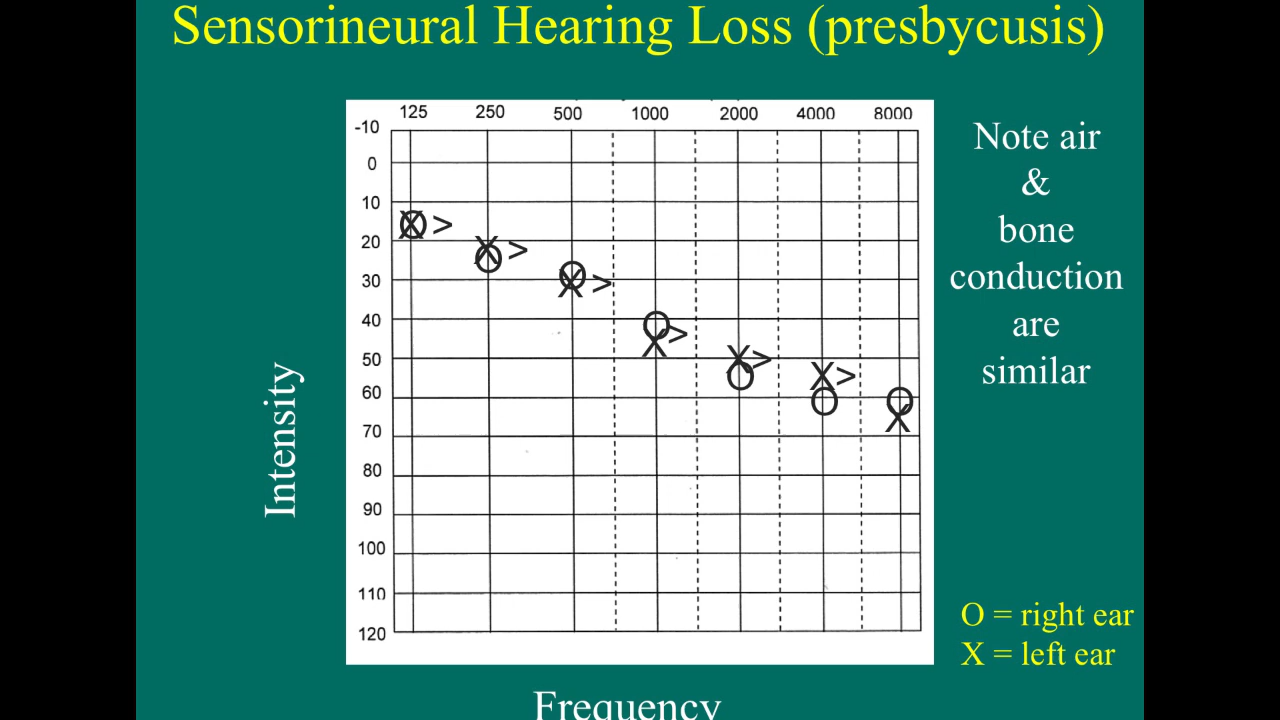 Sensorineural Hearing Loss (presbycusis)
125 250 500 1000 2000 4000 8000
-10
0
10
20
30
40
50
60
70
80
90
100
110
120
X O >
X O >
O X >
O X >
X O >
X > O
O X
Intensity
Frequency
Note air
&
bone
conduction
are
similar
O = right ear
X = left ear